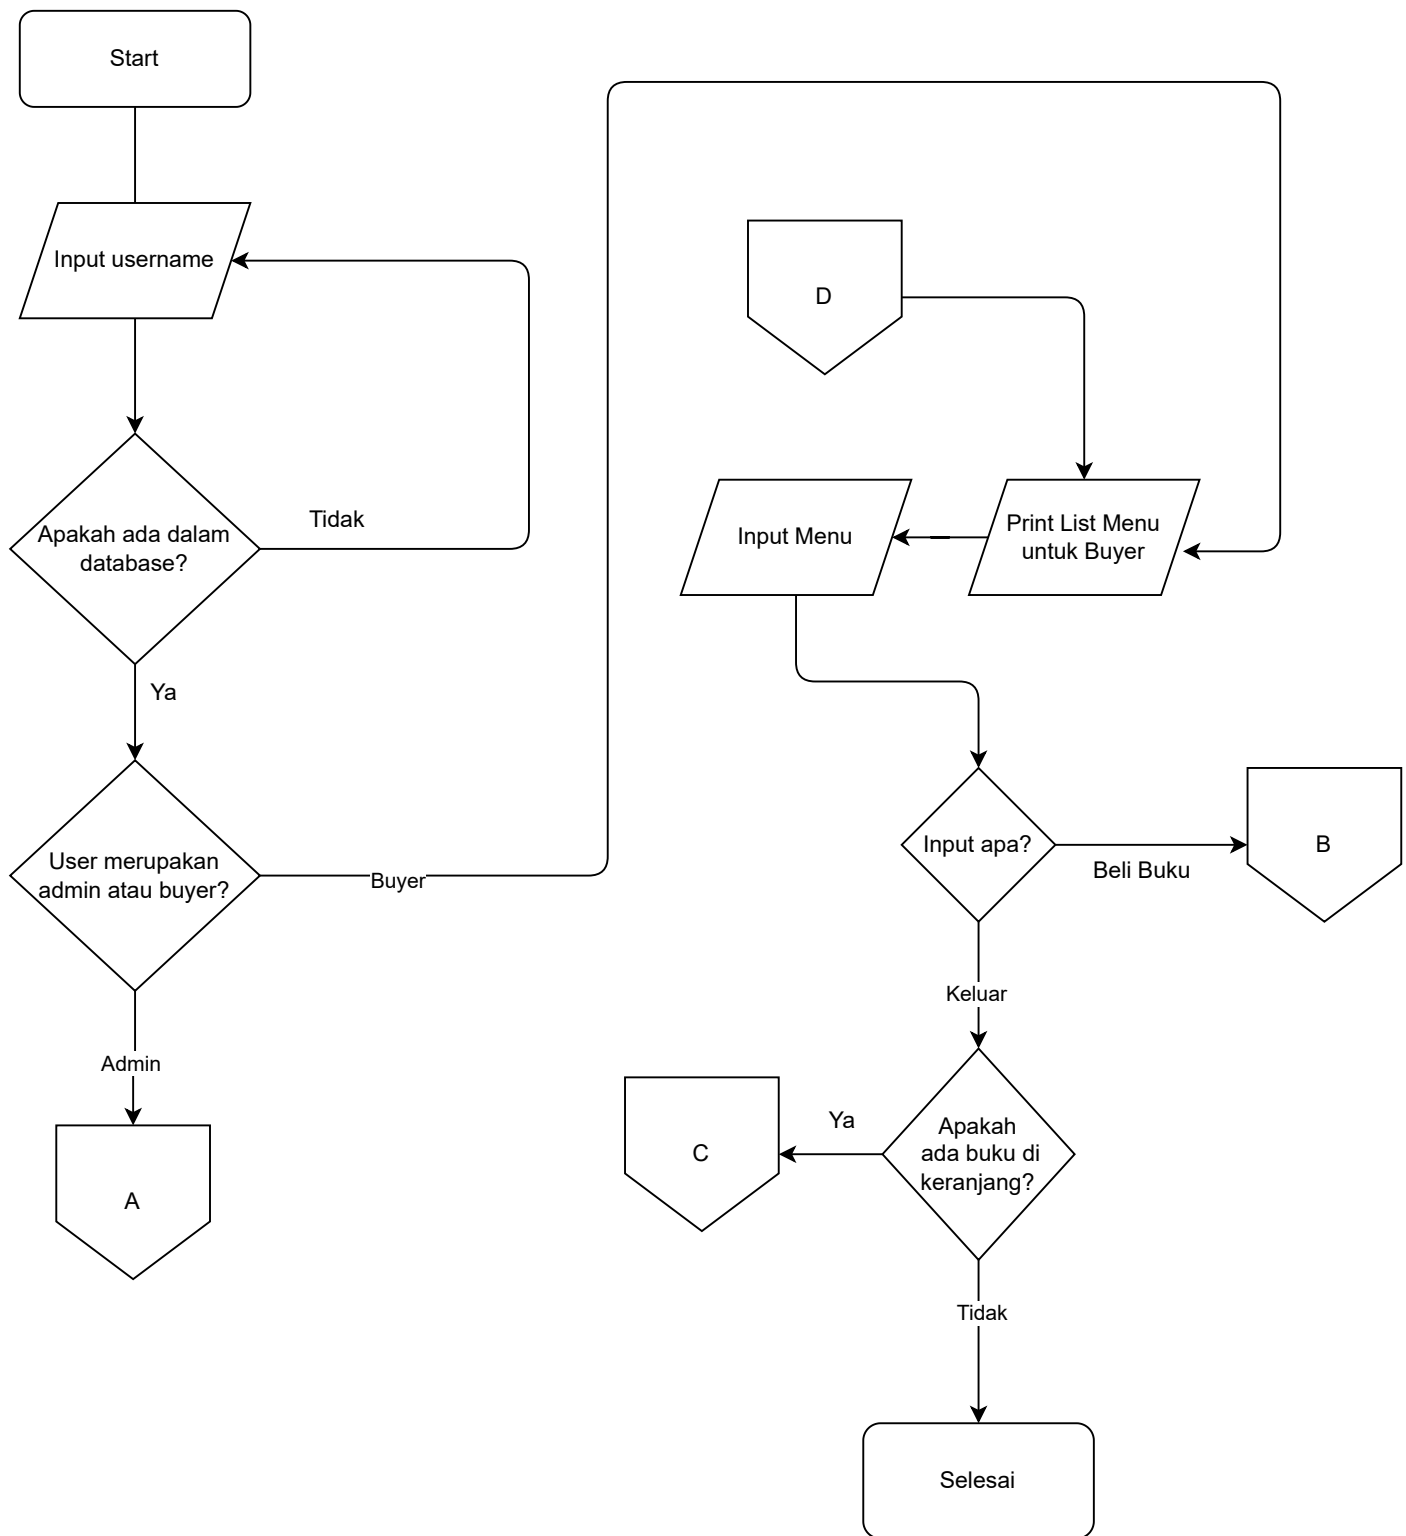 Start
Input username
Apakah ada dalam
database?
Tidak
Ya
User merupakan
admin atau buyer?
Buyer
Admin
A
D
Print List Menu
untuk Buyer
Input Menu
Input apa?
Beli Buku
B
Keluar
Apakah
ada buku di
keranjang?
Ya
C
Tidak
Selesai